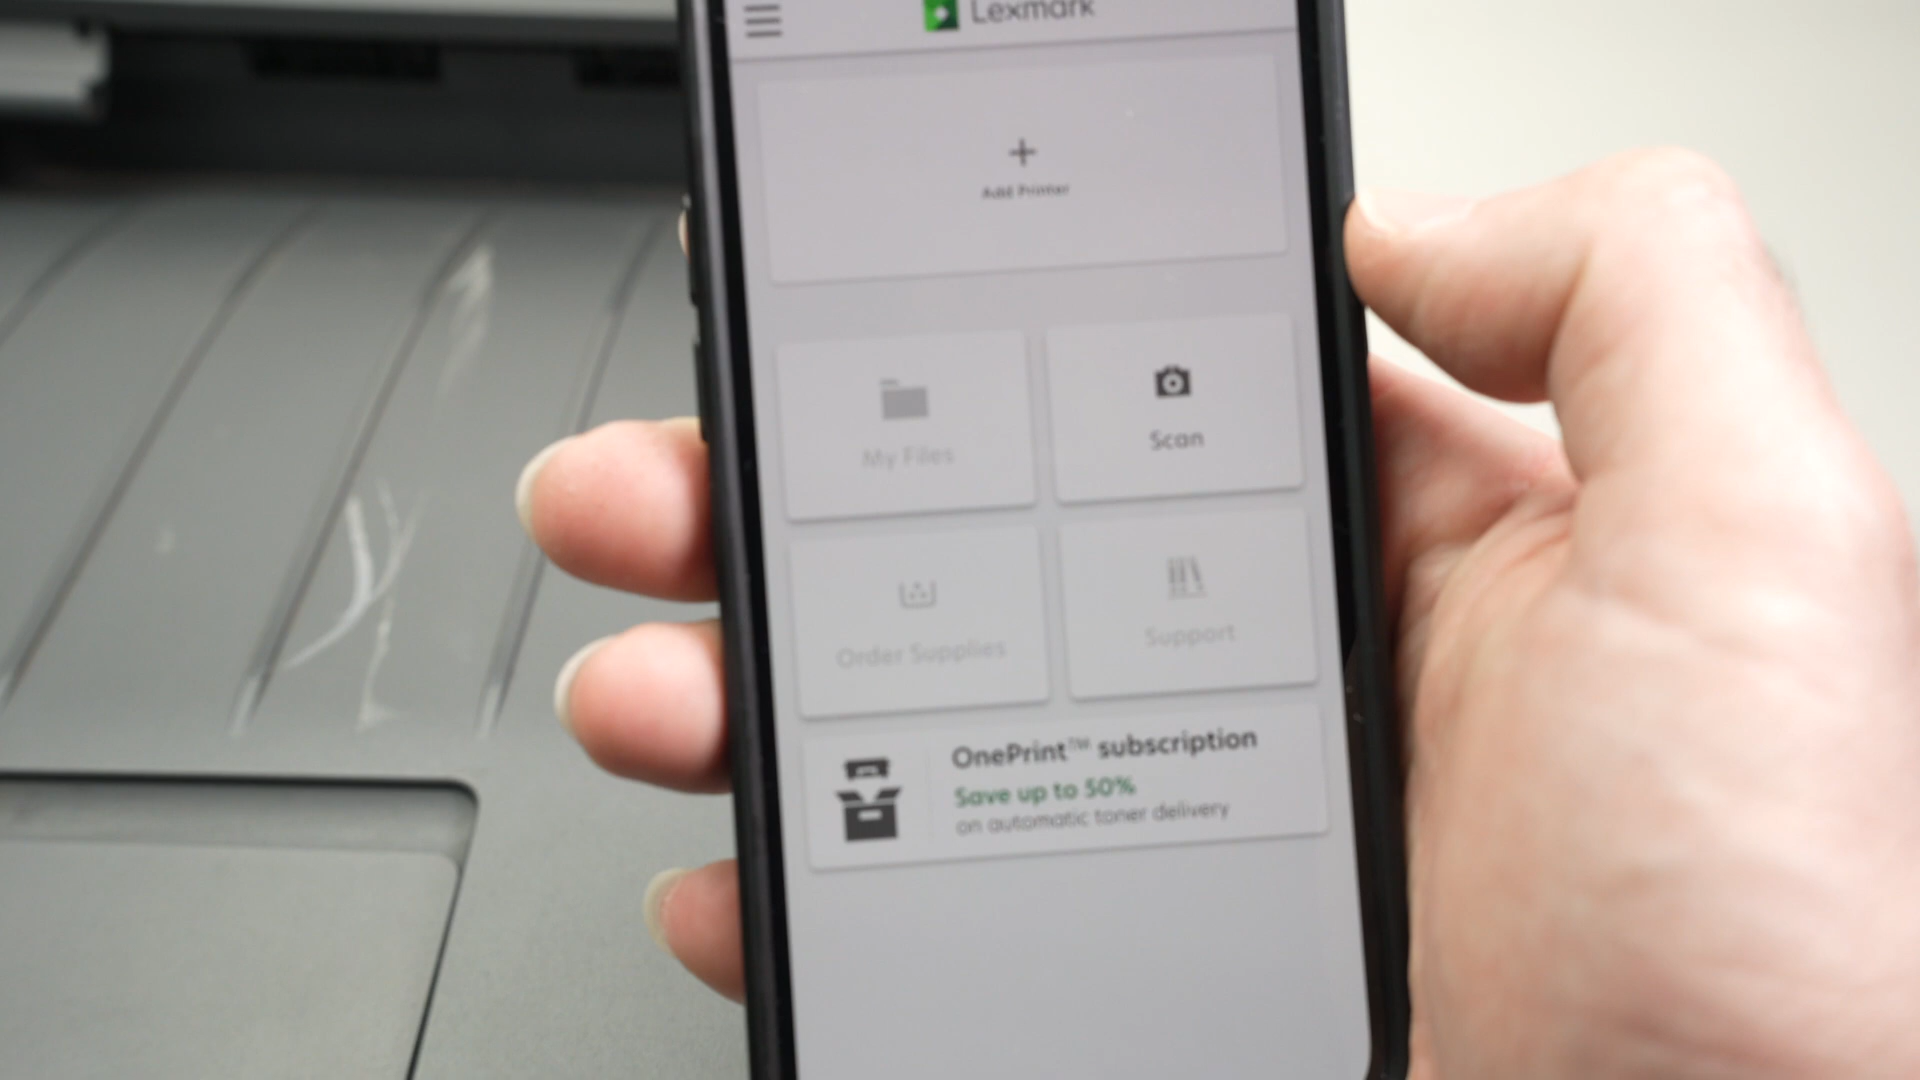 Lexmark
Add Printer
My Files
Scan
Order Supplies
Support
OnePrint™ subscription
Save up to 50%
on automatic toner delivery